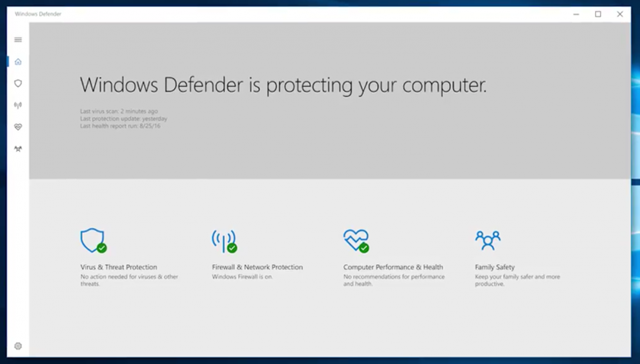 Windows Defender
Windows Defender is protecting your computer.
Last virus scan: 2 minutes ago
Last protection update: yesterday
Last health report run: 8/25/16
Virus & Threat Protection
No action needed for viruses & other
threats.
Firewall & Network Protection
Windows Firewall is on
Computer Performance & Health
No recommendations for performance
and health.
Family Safety
Keep your family safer and more
productive.